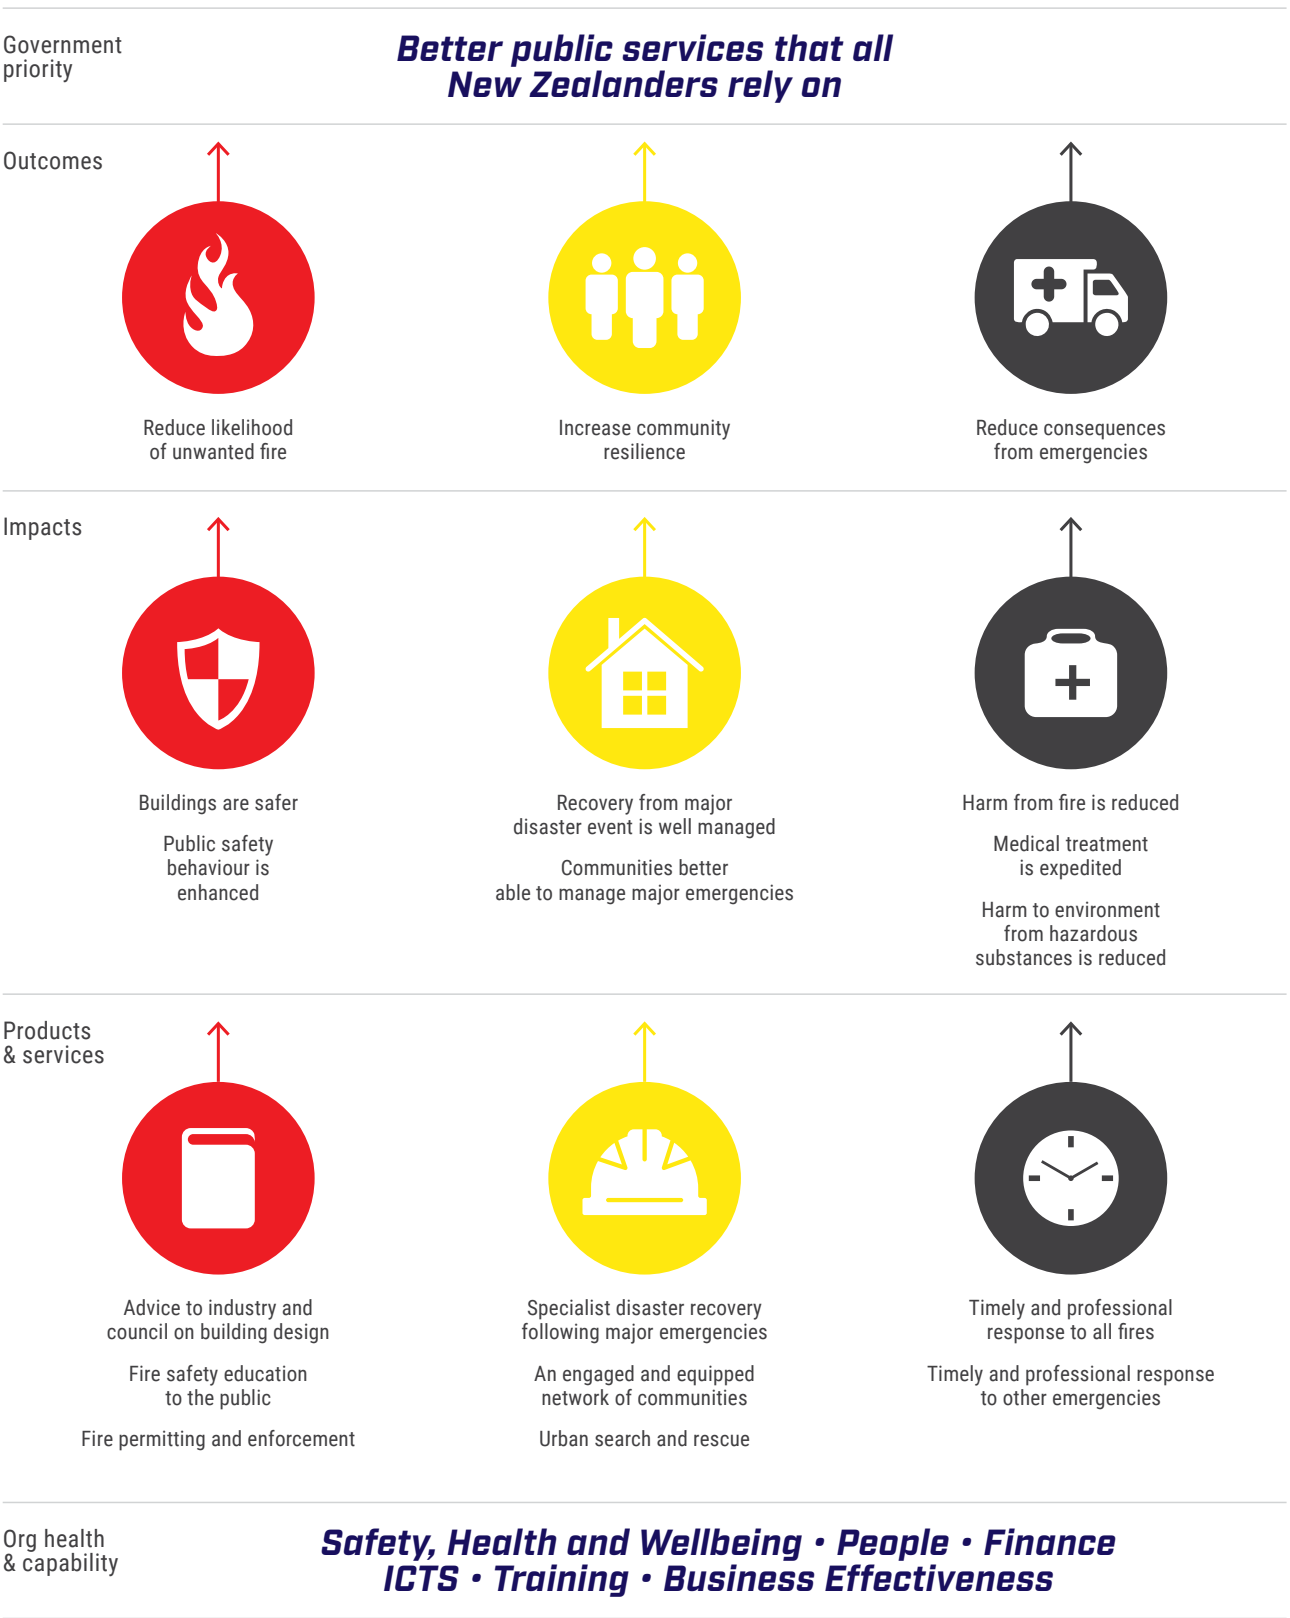 Government
priority
Better public services that all
New Zealanders rely on
Outcomes
Reduce likelihood
of unwanted fire
Increase community
resilience
Reduce consequences
from emergencies
Impacts
Buildings are safer
Public safety
behaviour is
enhanced
Recovery from major
disaster event is well managed
Communities better
able to manage major emergencies
Harm from fire is reduced
Medical treatment
is expedited
Harm to environment
from hazardous
substances is reduced
Products
& services
Advice to industry and
council on building design
Fire safety education
to the public
Fire permitting and enforcement
Specialist disaster recovery
following major emergencies
An engaged and equipped
network of communities
Urban search and rescue
Timely and professional
response to all fires
Timely and professional response
to other emergencies
Org health
& capability
Safety, Health and Wellbeing • People • Finance
ICTS • Training • Business Effectiveness